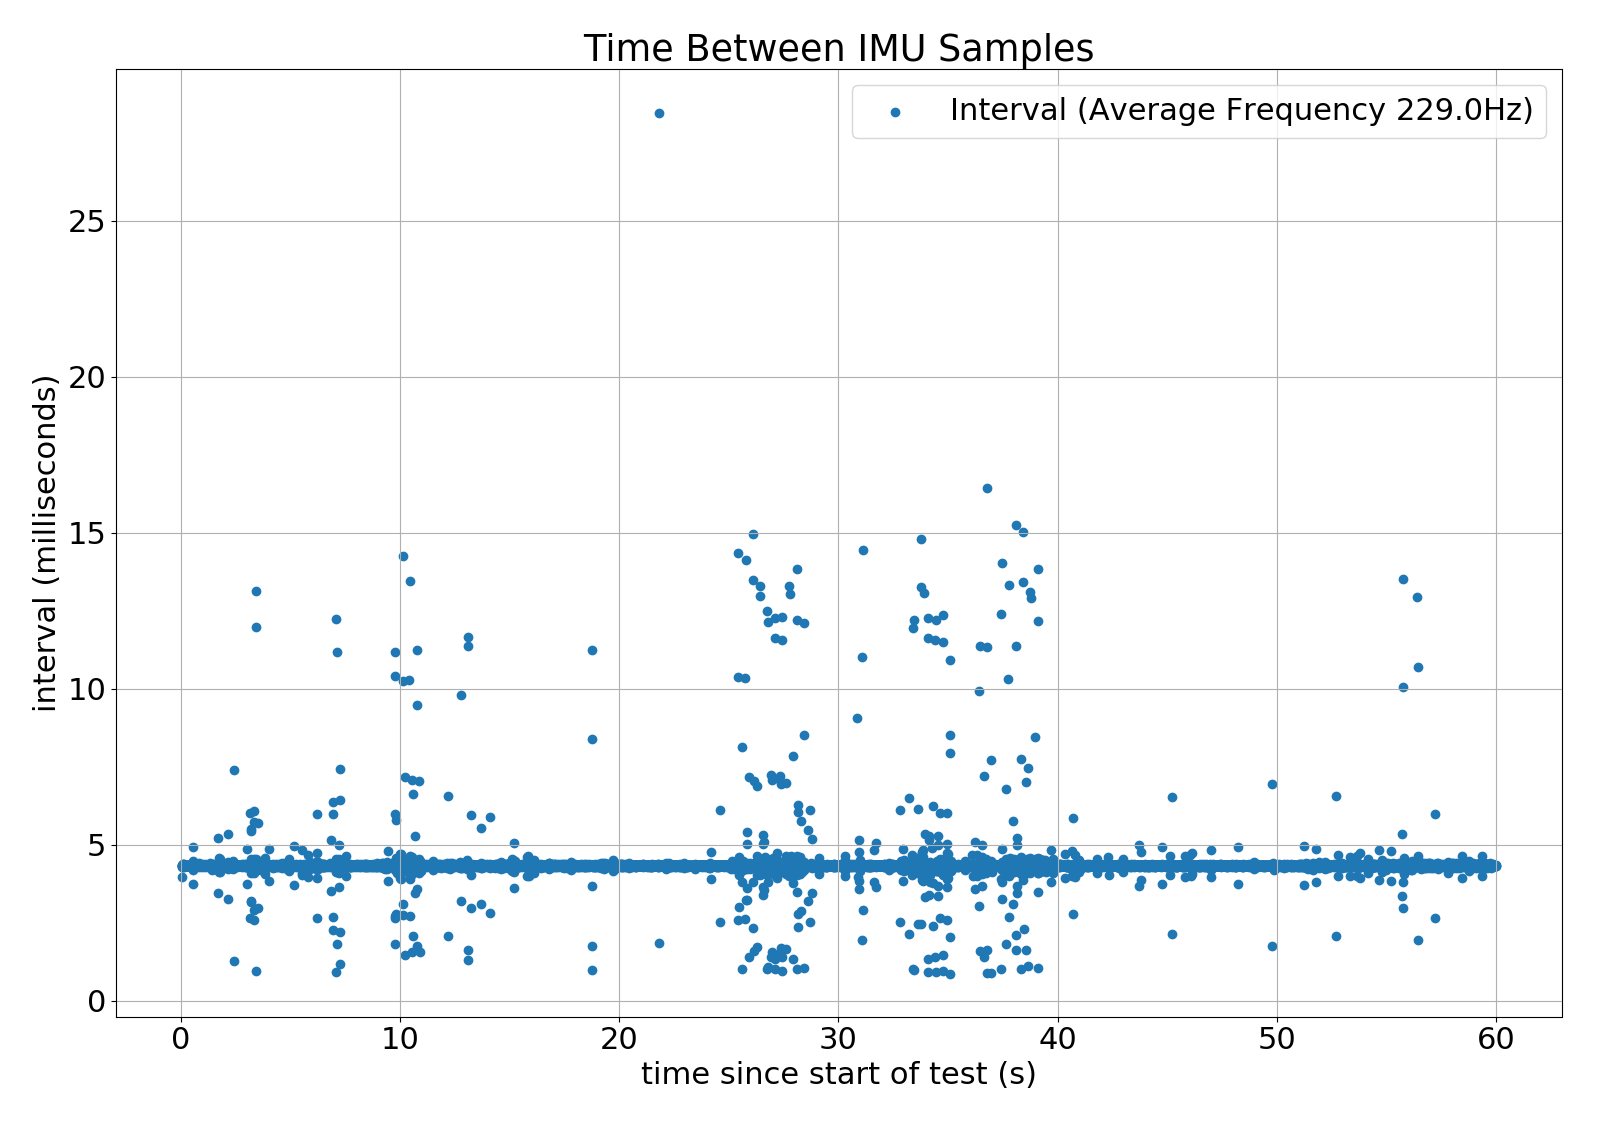 Time Between IMU Samples
Interval (Average Frequency 229.0Hz)
25
20
15
10
5
0
interval (milliseconds)
0 10 20 30 40 50 60
time since start of test (s)